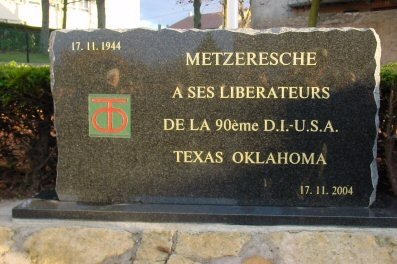 17.11.1944
METZERESCHE
A SES LIBERATEURS
DE LA 90ème D.I.-U.S.A.
TEXAS OKLAHOMA
17.11.2004